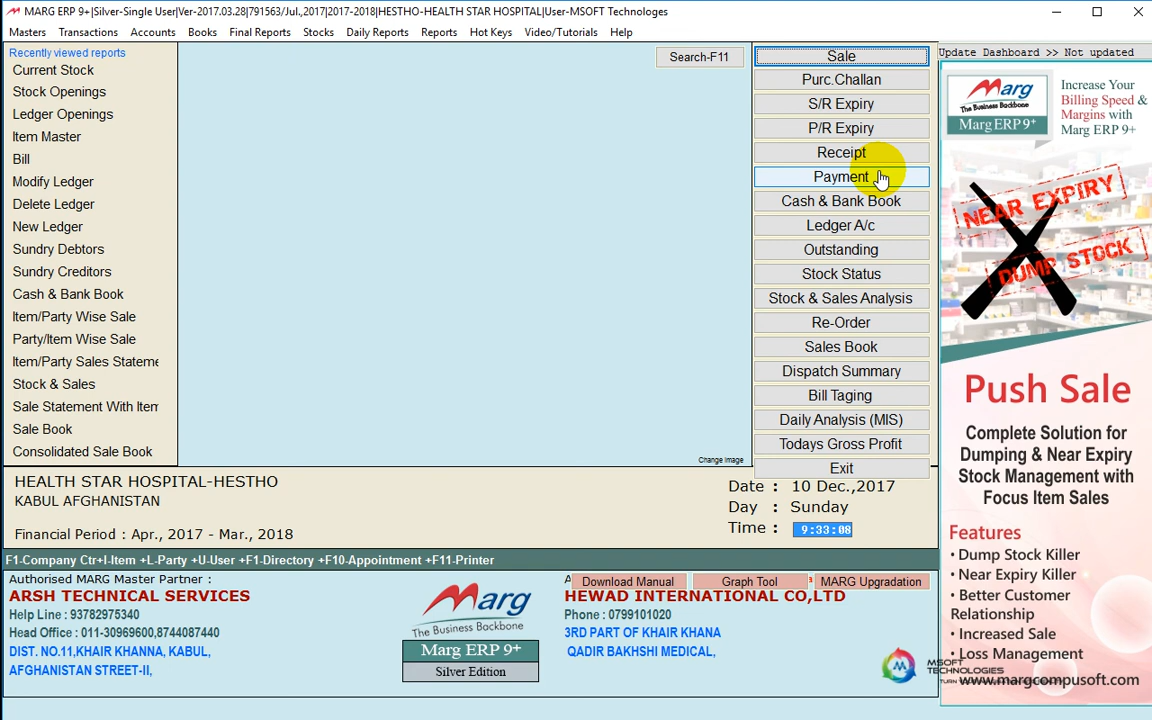 MARG ERP 9+|Silver-Single User|Ver-2017.03.28|791563/Jul.,2017|2017-2018|HESTHO-HEALTH STAR HOSPITAL|User-MSOFT Technologes
Masters Transactions Accounts Books Final Reports Stocks Daily Reports Reports Hot Keys Video/Tutorials Help
Recently viewed reports
Current Stock
Stock Openings
Ledger Openings
Item Master
Bill
Modify Ledger
Delete Ledger
New Ledger
Sundry Debtors
Sundry Creditors
Cash & Bank Book
Item/Party Wise Sale
Party/Item Wise Sale
Item/Party Sales Stateme
Stock & Sales
Sale Statement With Item
Sale Book
Consolidated Sale Book
Search-F11
Change Image
Sale
Purc.Challan
S/R Expiry
P/R Expiry
Receipt
Payment
Cash & Bank Book
Ledger A/c
Outstanding
Stock Status
Stock & Sales Analysis
Re-Order
Sales Book
Dispatch Summary
Bill Taging
Daily Analysis (MIS)
Todays Gross Profit
Exit
Update Dashboard >> Not updated
Marg
The Business Backbone
Marg ERP 9+
Increase Your
Billing Speed &
Margins with
Marg ERP 9+
NEAR EXPIRY
DUMP STOCK
Push Sale
Complete Solution for
Dumping & Near Expiry
Stock Management with
Focus Item Sales
Features
• Dump Stock Killer
• Near Expiry Killer
• Better Customer
Relationship
• Increased Sale
• Loss Management
www.margcompusoft.com
HEALTH STAR HOSPITAL-HESTHO
KABUL AFGHANISTAN
Financial Period : Apr., 2017 - Mar., 2018
Date : 10 Dec.,2017
Day : Sunday
Time : 9:33:08
F1-Company Ctr+I-Item +L-Party +U-User +F1-Directory +F10-Appointment +F11-Printer
Authorised MARG Master Partner :
ARSH TECHNICAL SERVICES
Help Line : 93782975340
Head Office : 011-30969600,8744087440
DIST. NO.11,KHAIR KHANNA, KABUL,
AFGHANISTAN STREET-II,
Marg
The Business Backbone
Marg ERP 9+
Silver Edition
Download Manual Graph Tool MARG Upgradation
HEWAD INTERNATIONAL CO,LTD
Phone : 0799101020
3RD PART OF KHAIR KHANA
QADIR BAKHSHI MEDICAL,
MSOFT
TECHNOLOGIES